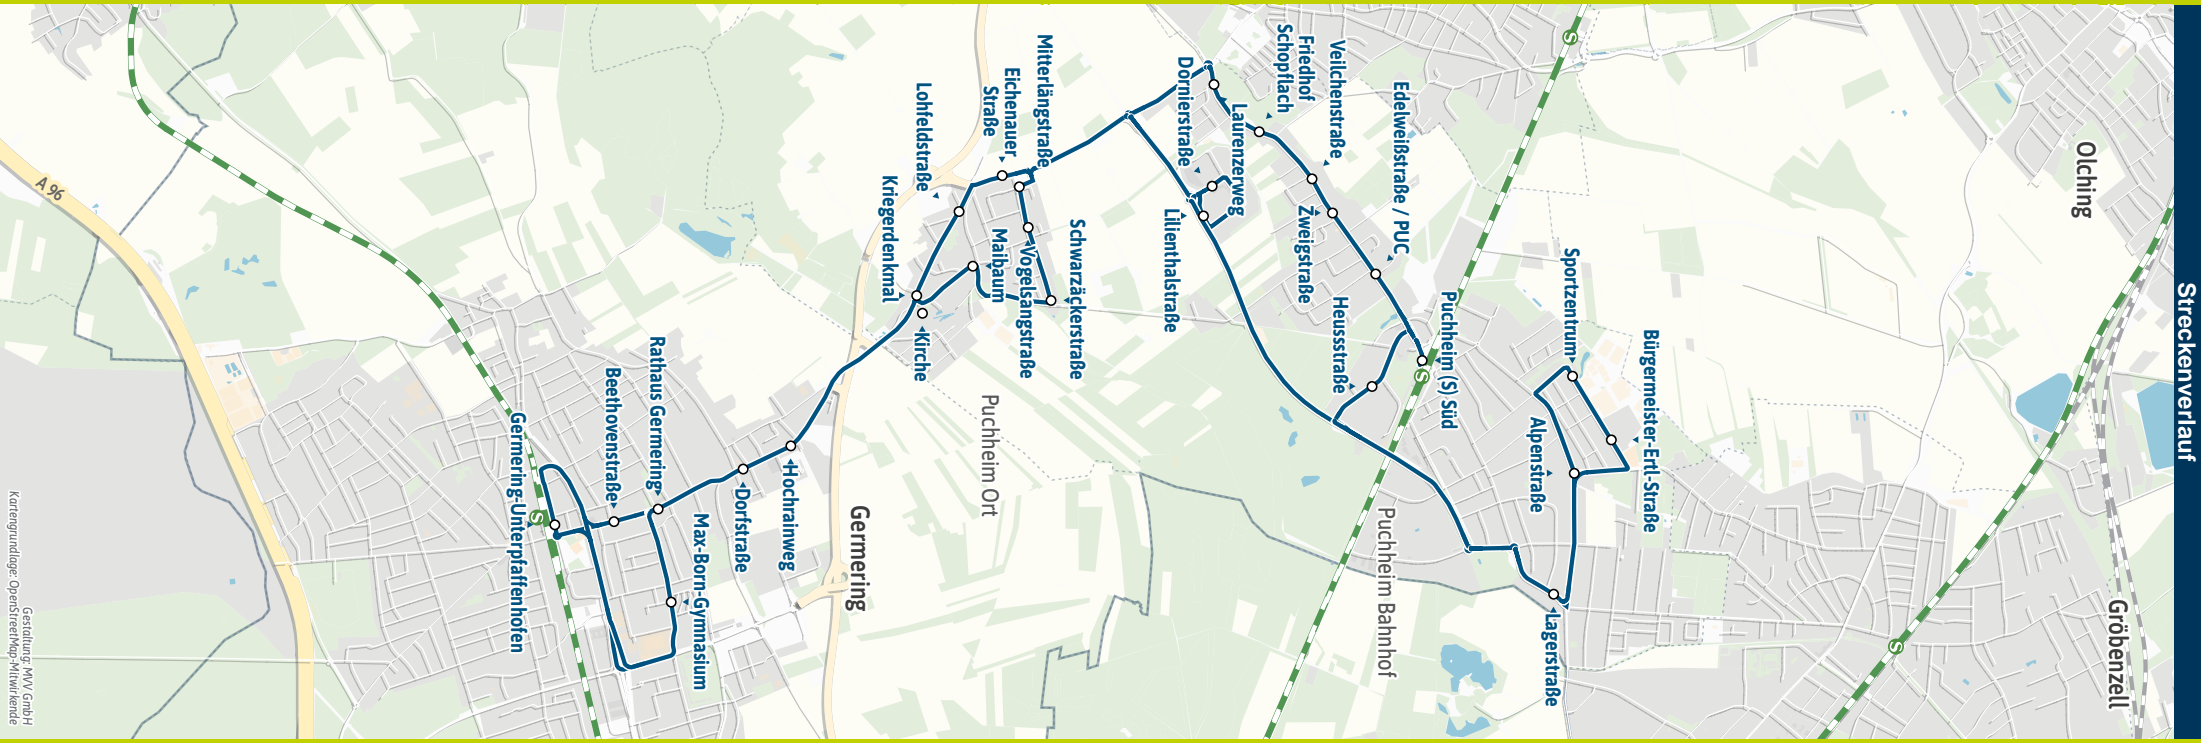 Streckenverlauf
Olching
Gröbenzell
Bürgermeister-Ertl-Straße
Sportzentrum
Alpenstraße
Lagerstraße
Puchheim (S) Süd
Edelweißstraße / PUC
Puchheim Bahnhof
Veilchenstraße
Heussstraße
Friedhof
Schopflach
Zweigstraße
Laurenzerweg
Dornierstraße
Lilienthalstraße
Schwarzäckerstraße
Mitterlängstraße
Vogelsangstraße
Eichenauer
Straße
Maibaum
Puchheim Ort
Lohfeldstraße
Kirche
Kriegerdenkmal
Germering
Hochrainweg
Dorfstraße
Max-Born-Gymnasium
Rathaus Germering
Beethovenstraße
Germering-Unterpfaffenhofen
A 96
S
S
S
S
Gestaltung: MVV GmbH
Kartengrundlage: OpenStreetMap-Mitwirkende